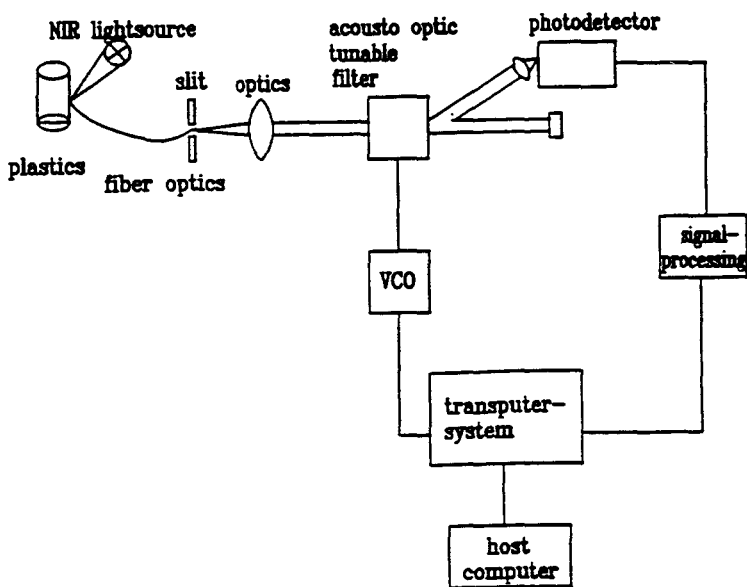 NIR lightsource
acousto optic
tunable
filter
photodetector
slit
optics
plastics
fiber optics
signal-
processing
VCO
transputer-
system
host
computer